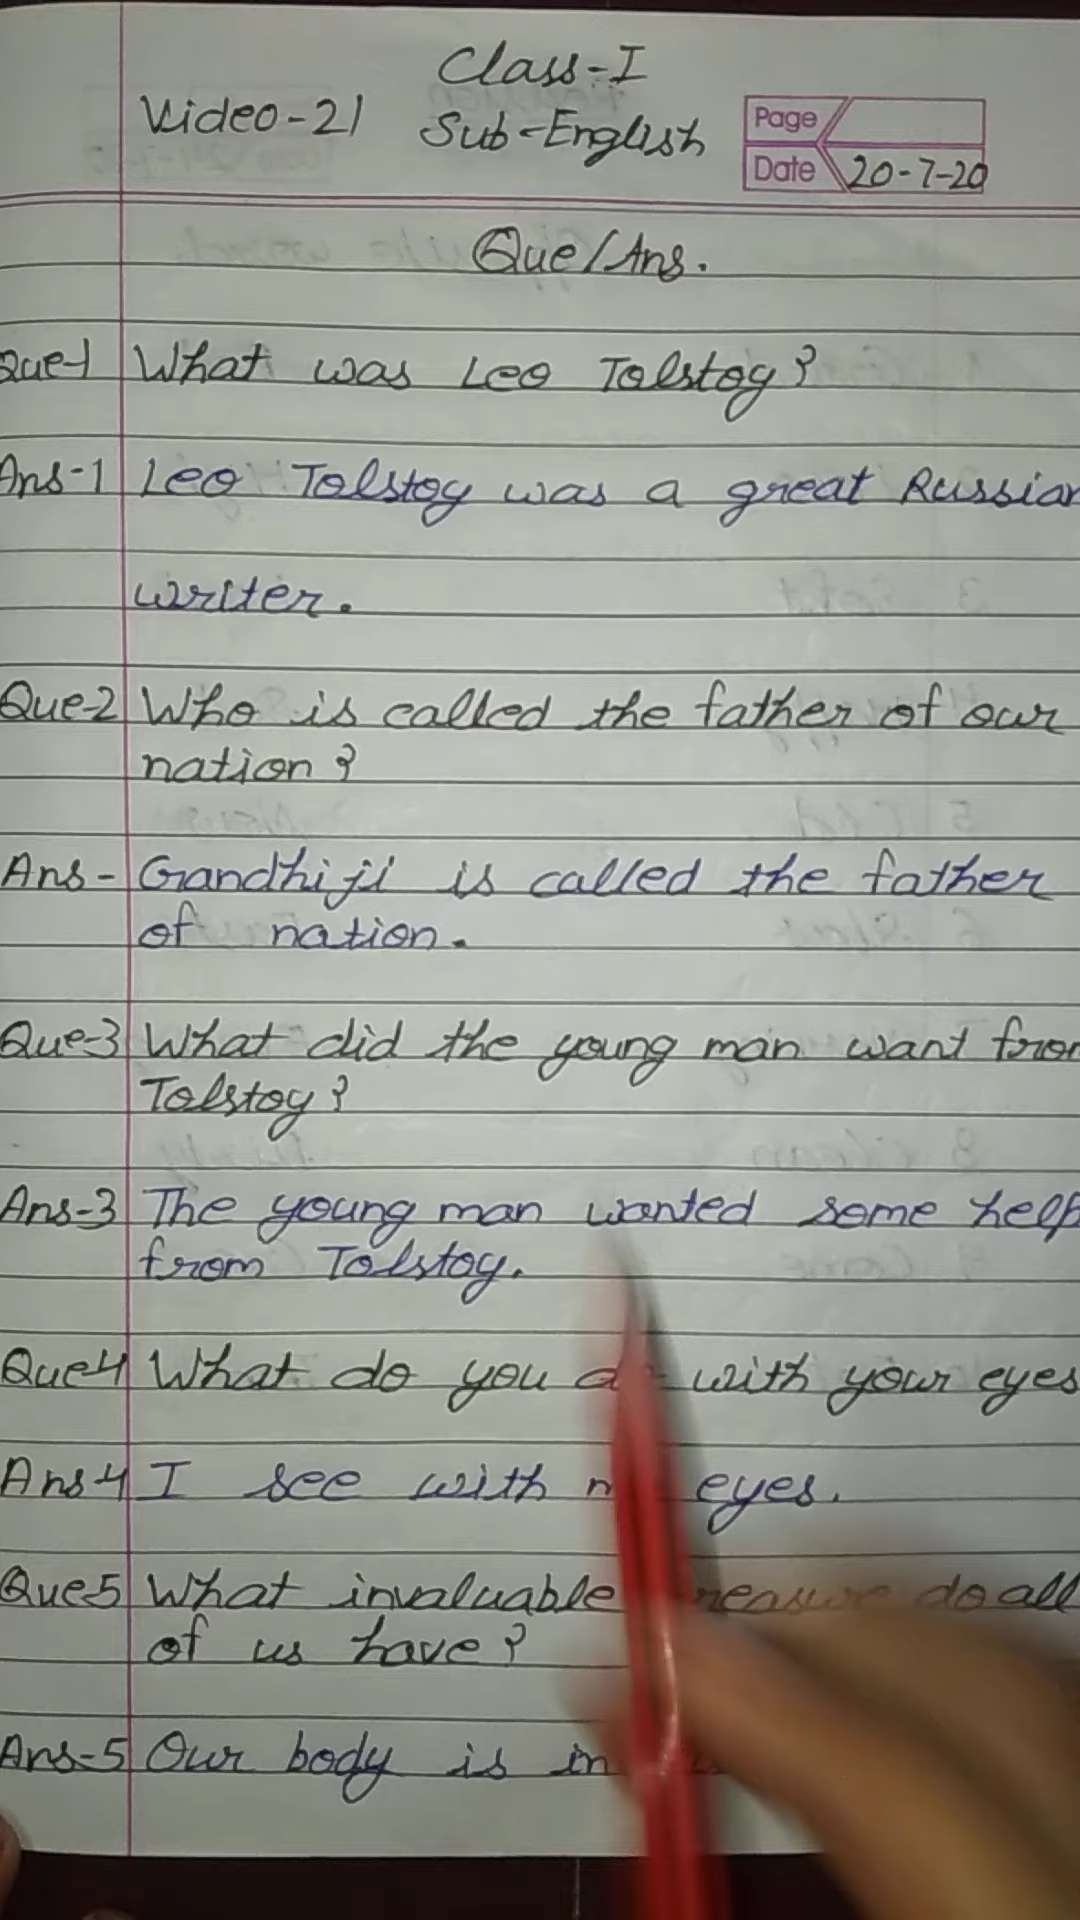 Class-I
Video-21
Sub-English
Page
Date 20-7-20
Que/Ans.
Que-1 What was Leo Tolstoy?
Ans-1 Leo Tolstoy was a great Russian
writer.
Que-2 Who is called the father of our
nation?
Ans- Gandhiji is called the father
of nation.
Que-3 What did the young man want from
Tolstoy?
Ans-3 The young man wanted some help
from Tolstoy.
Que4 What do you do with your eyes
Ans4 I see with eyes.
Que5 What invaluable treasure do all
of us have?
Ans-5 Our body is